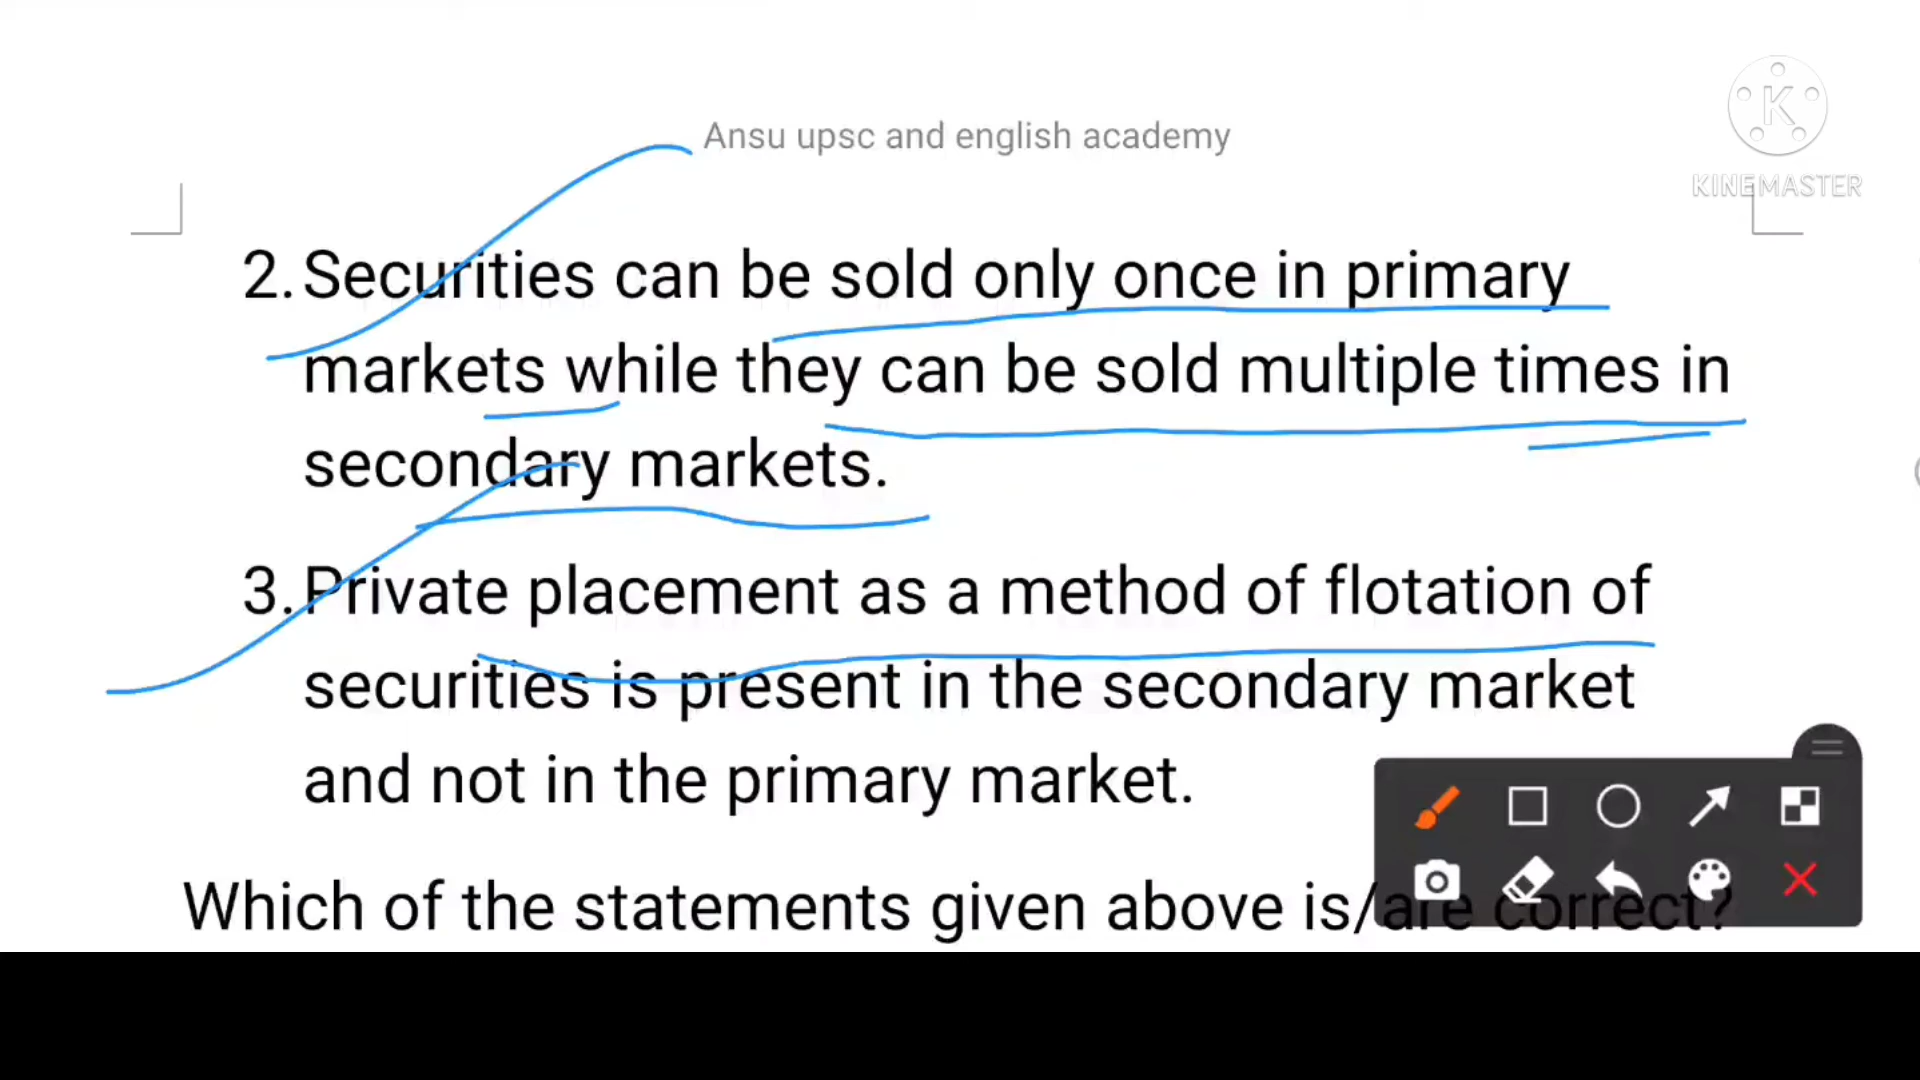 Ansu upsc and english academy
KINEMASTER
2. Securities can be sold only once in primary
markets while they can be sold multiple times in
secondary markets.
3. Private placement as a method of flotation of
securities is present in the secondary market
and not in the primary market.
Which of the statements given above is/are correct?